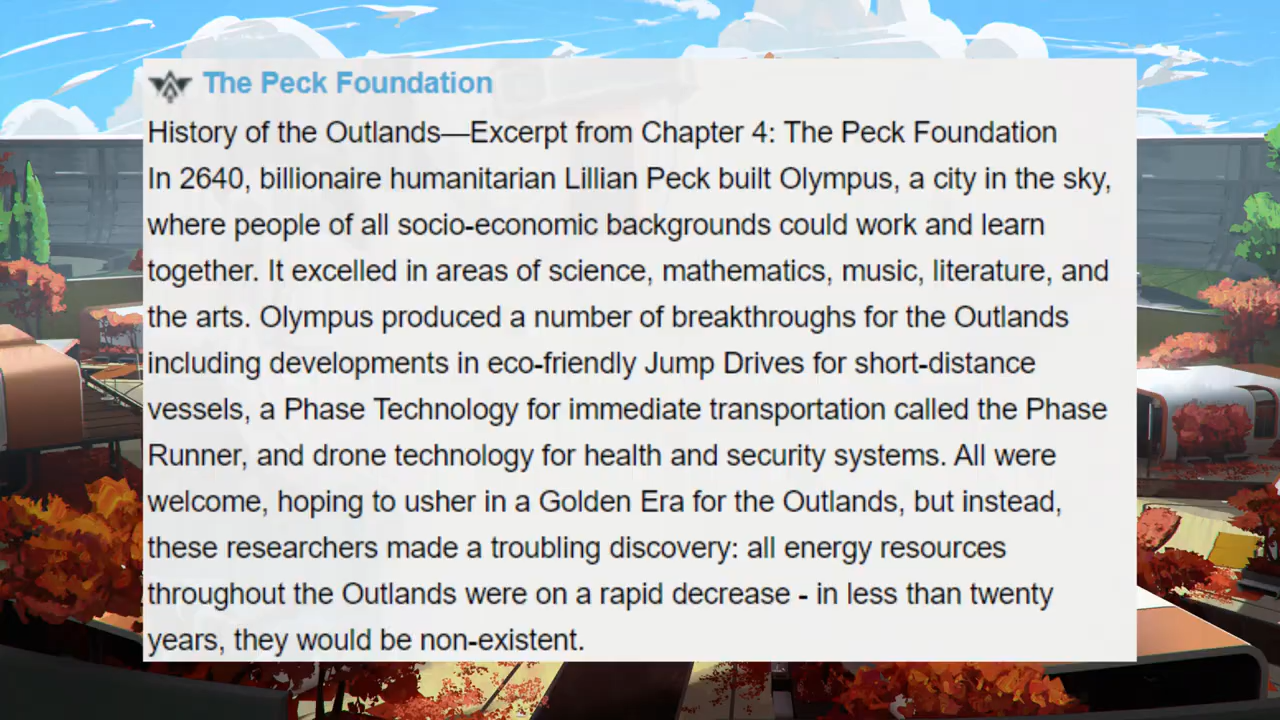 The Peck Foundation
History of the Outlands—Excerpt from Chapter 4: The Peck Foundation
In 2640, billionaire humanitarian Lillian Peck built Olympus, a city in the sky,
where people of all socio-economic backgrounds could work and learn
together. It excelled in areas of science, mathematics, music, literature, and
the arts. Olympus produced a number of breakthroughs for the Outlands
including developments in eco-friendly Jump Drives for short-distance
vessels, a Phase Technology for immediate transportation called the Phase
Runner, and drone technology for health and security systems. All were
welcome, hoping to usher in a Golden Era for the Outlands, but instead,
these researchers made a troubling discovery: all energy resources
throughout the Outlands were on a rapid decrease - in less than twenty
years, they would be non-existent.